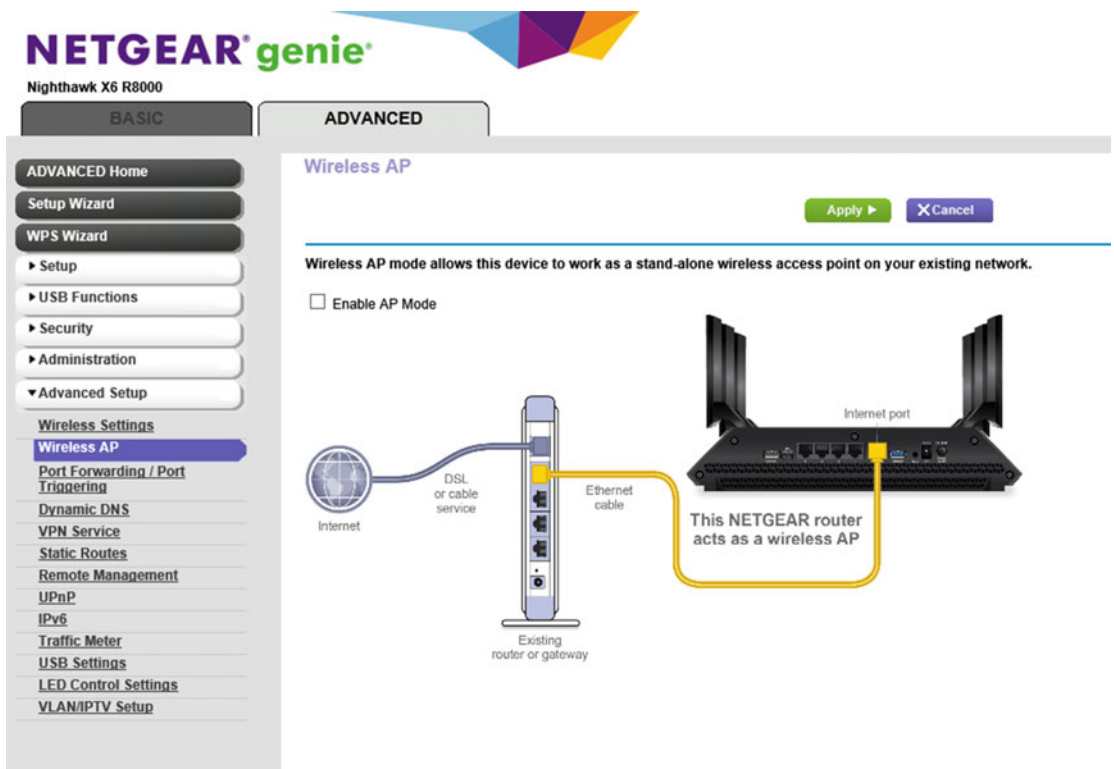 NETGEAR® genie®
Nighthawk X6 R8000
BASIC
ADVANCED
ADVANCED Home
Setup Wizard
WPS Wizard
Setup
USB Functions
Security
Administration
Advanced Setup
Wireless Settings
Wireless AP
Port Forwarding / Port
Triggering
Dynamic DNS
VPN Service
Static Routes
Remote Management
UPnP
IPv6
Traffic Meter
USB Settings
LED Control Settings
VLAN/IPTV Setup
Wireless AP
Apply
Cancel
Wireless AP mode allows this device to work as a stand-alone wireless access point on your existing network.
Enable AP Mode
Internet
DSL
or cable
service
Ethernet
cable
Existing
router or gateway
Internet port
This NETGEAR router
acts as a wireless AP